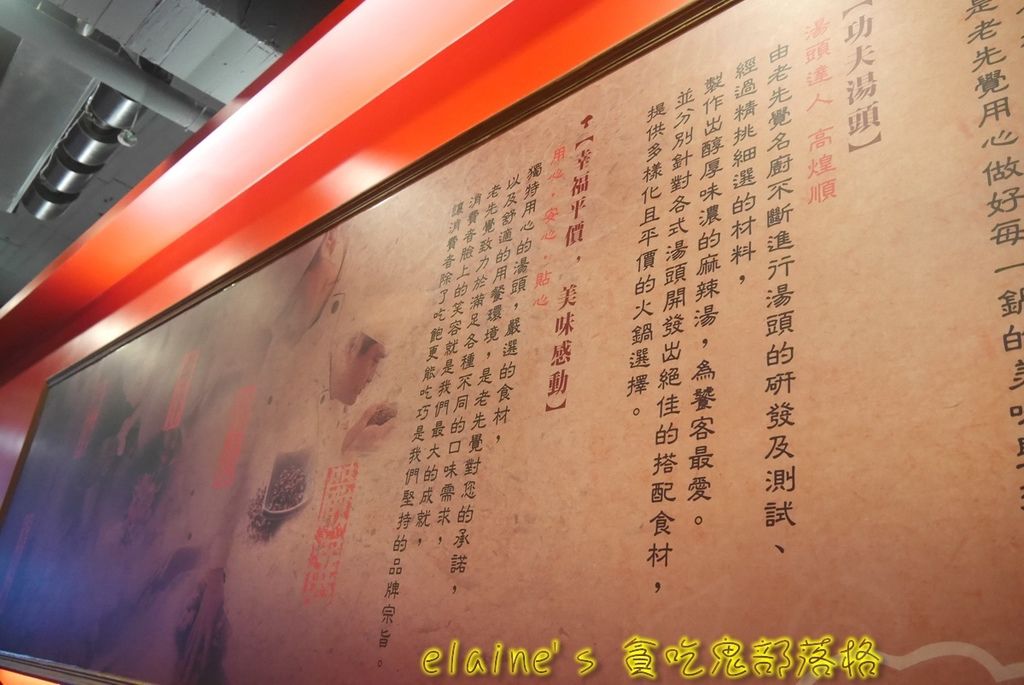 是老先覺用心做好每一鍋的美味
【功夫湯頭】
湯頭達人 高煌順
由老先覺名廚不斷進行湯頭的研發及測試、
經過精挑細選的材料，
製作出醇厚味濃的麻辣湯，為饕客最愛。
並分別針對各式湯頭開發出絕佳的搭配食材，
提供多樣化且平價的火鍋選擇。
【幸福平價，美味感動】
用心．安心．貼心
獨特用心的湯頭，嚴選的食材，
以及舒適的用餐環境，是老先覺對您的承諾，
老先覺致力於滿足各種不同的口味需求，
消費者臉上的笑容就是我們最大的成就，
讓消費者除了吃飽更能吃巧是我們堅持的品牌宗旨。
elaine's 貪吃鬼部落格